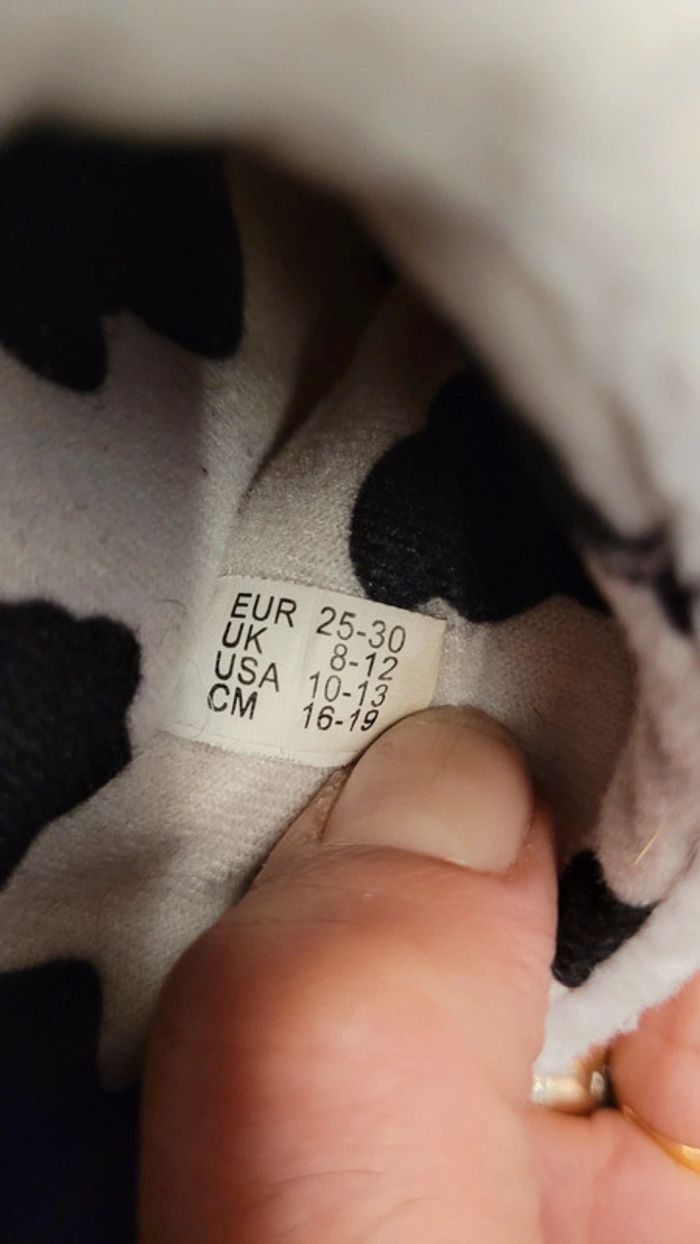 EUR 25-30
UK 8-12
USA 10-13
CM 16-19